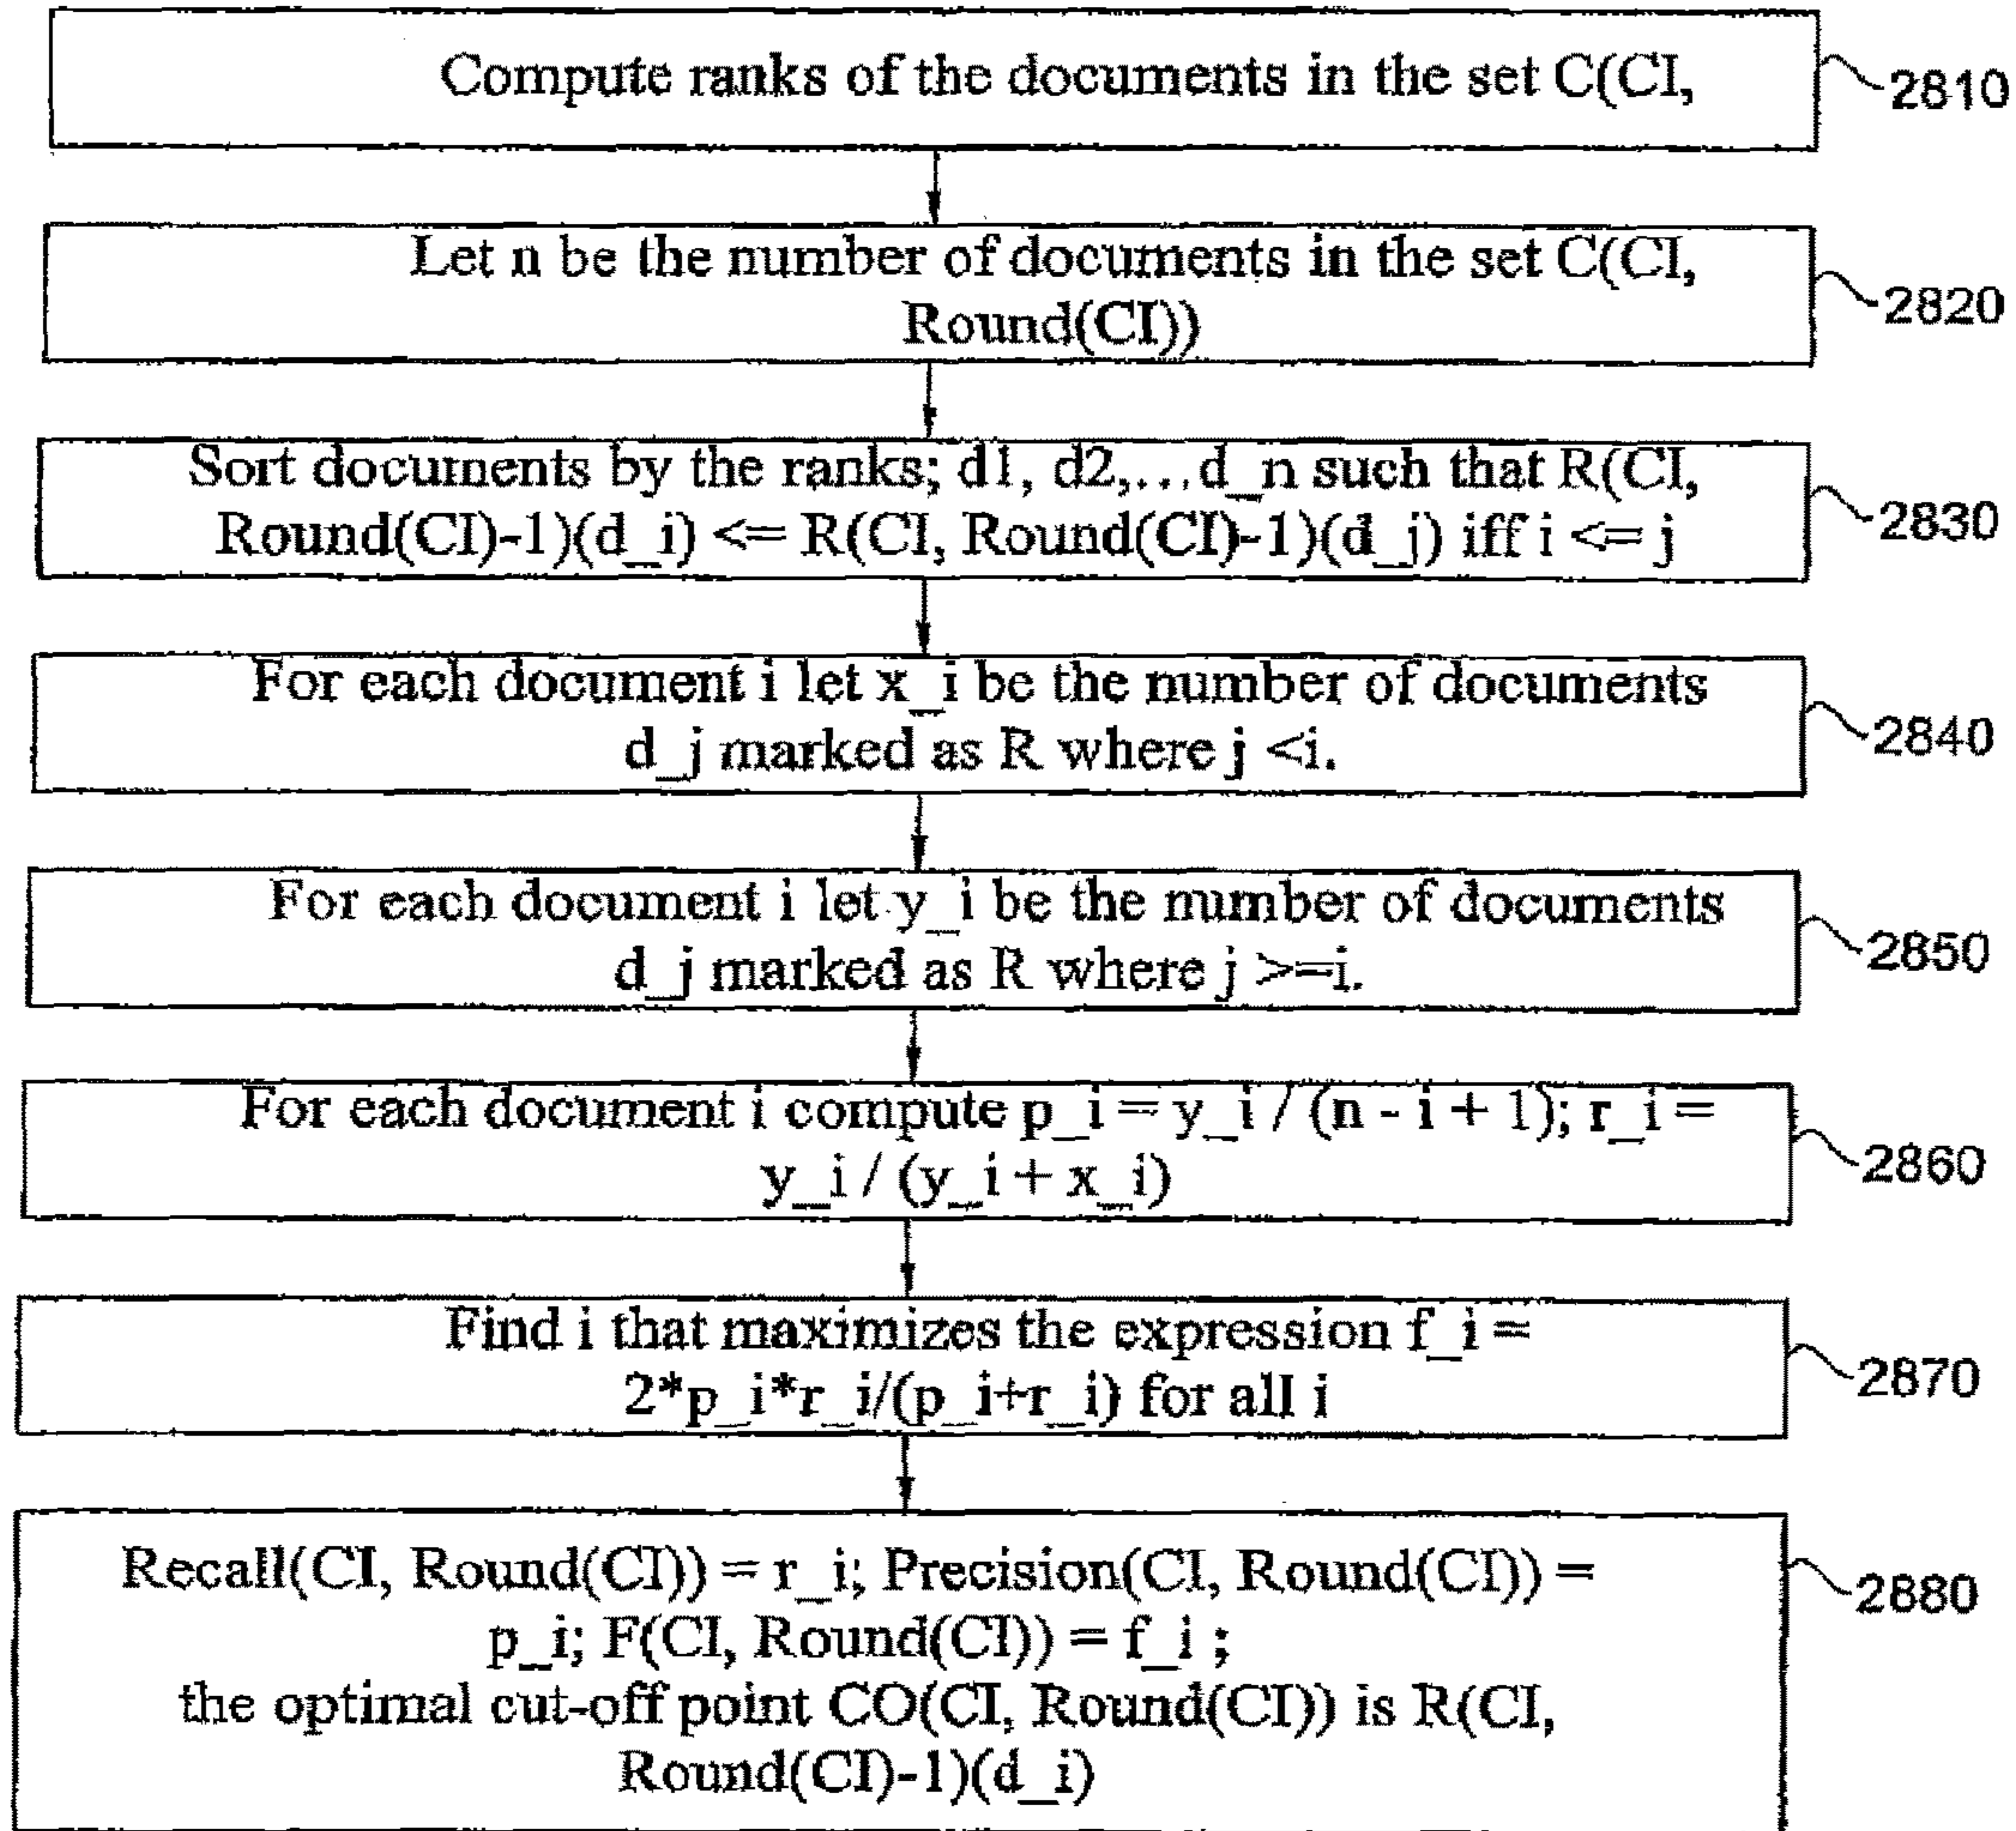 Compute ranks of the documents in the set C(CI,
2810
Let n be the number of documents in the set C(CI,
Round(CI))
2820
Sort documents by the ranks; d1, d2,...d_n such that R(CI,
Round(CI)-1)(d_i) <= R(CI, Round(CI)-1)(d_j) iff i <= j
2830
For each document i let x_i be the number of documents
d_j marked as R where j <i.
2840
For each document i let y_i be the number of documents
d_j marked as R where j >=i.
2850
For each document i compute p_i = y_i / (n - i + 1); r_i =
y_i / (y_i + x_i)
2860
Find i that maximizes the expression f_i =
2*p_i*r_i/(p_i+r_i) for all i
2870
Recall(CI, Round(CI)) = r_i; Precision(CI, Round(CI)) =
p_i; F(CI, Round(CI)) = f_i ;
the optimal cut-off point CO(CI, Round(CI)) is R(CI,
Round(CI)-1)(d_i)
2880